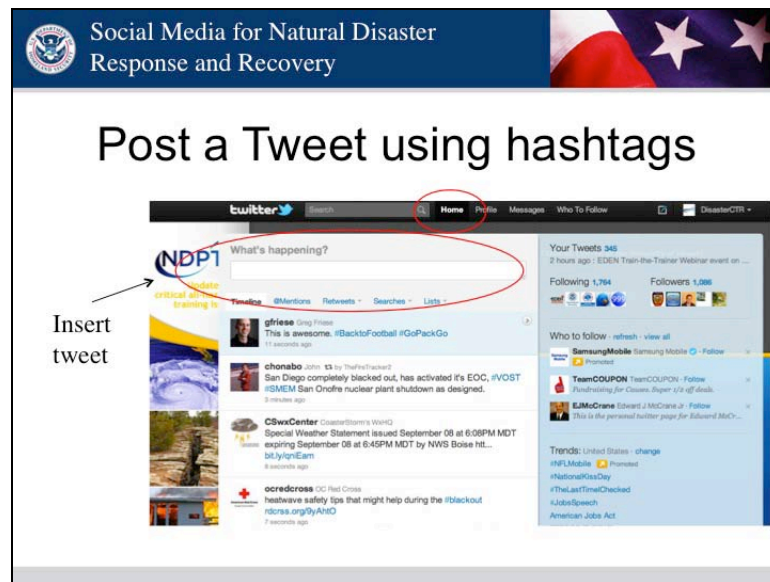 Social Media for Natural Disaster
Response and Recovery
Post a Tweet using hashtags
Insert
tweet
twitter
Search
Home Profile Messages Who To Follow
DisasterCTR
NDPT
Update
critical
training is
What's happening?
Timeline @Mentions Retweets Searches Lists
gfriese Greg Friese
This is awesome. #BacktoFootball #GoPackGo
11 seconds ago
chonabo John by TheFireTracker2
San Diego completely blacked out, has activated it's EOC, #VOST
#SMEM San Onofre nuclear plant shutdown as designed.
3 minutes ago
CSwxCenter CoasterStorm's WxHQ
Special Weather Statement issued September 08 at 6:08PM MDT
expiring September 08 at 6:45PM MDT by NWS Boise htt...
bit.ly/qniEam
8 seconds ago
ocredcross OC Red Cross
heatwave safety tips that might help during the #blackout
rdcrss.org/9yAhtO
7 seconds ago
Your Tweets 345
2 hours ago : EDEN Train-the-Trainer Webinar event on ...
Following 1,764 Followers 1,086
Who to follow · refresh · view all
SamsungMobile Samsung Mobile · Follow
Promoted
TeamCOUPON TeamCOUPON · Follow
Fundraising for Causes. Super 1/2 off deals.
EJMcCrane Edward J McCrane Jr · Follow
This is the personal twitter page for Edward McCr...
Trends: United States · change
#NFLMobile Promoted
#NationalKissDay
#TheLastTimeIChecked
#JobsSpeech
American Jobs Act